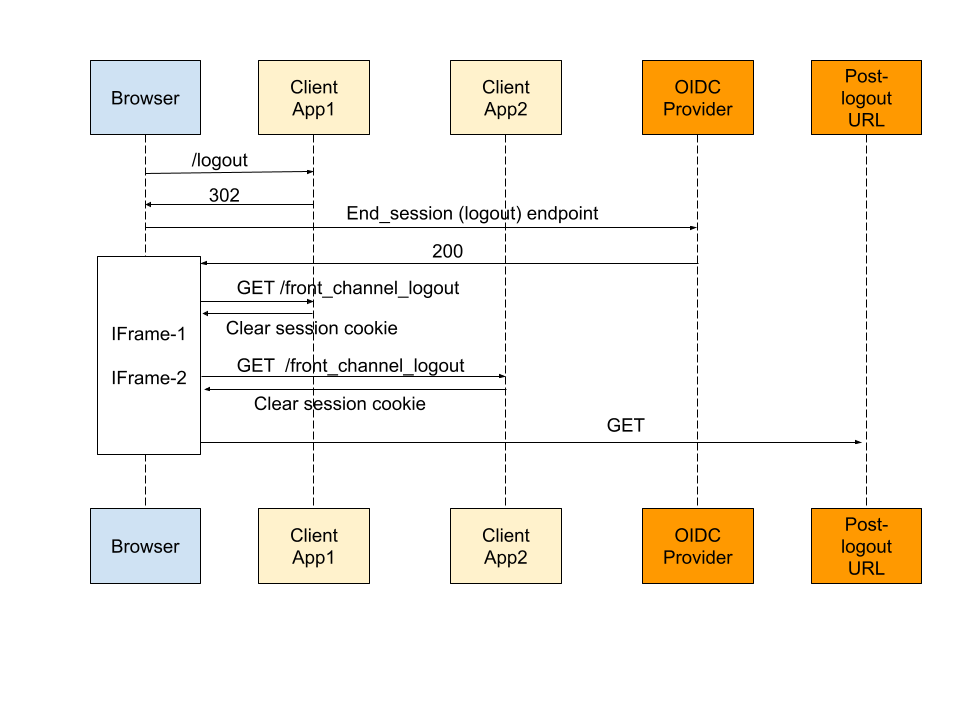 Browser
Client
App1
Client
App2
OIDC
Provider
Post-
logout
URL
/logout
302
End_session (logout) endpoint
200
GET /front_channel_logout
Clear session cookie
IFrame-1
GET  /front_channel_logout
IFrame-2
Clear session cookie
GET
Browser
Client
App1
Client
App2
OIDC
Provider
Post-
logout
URL